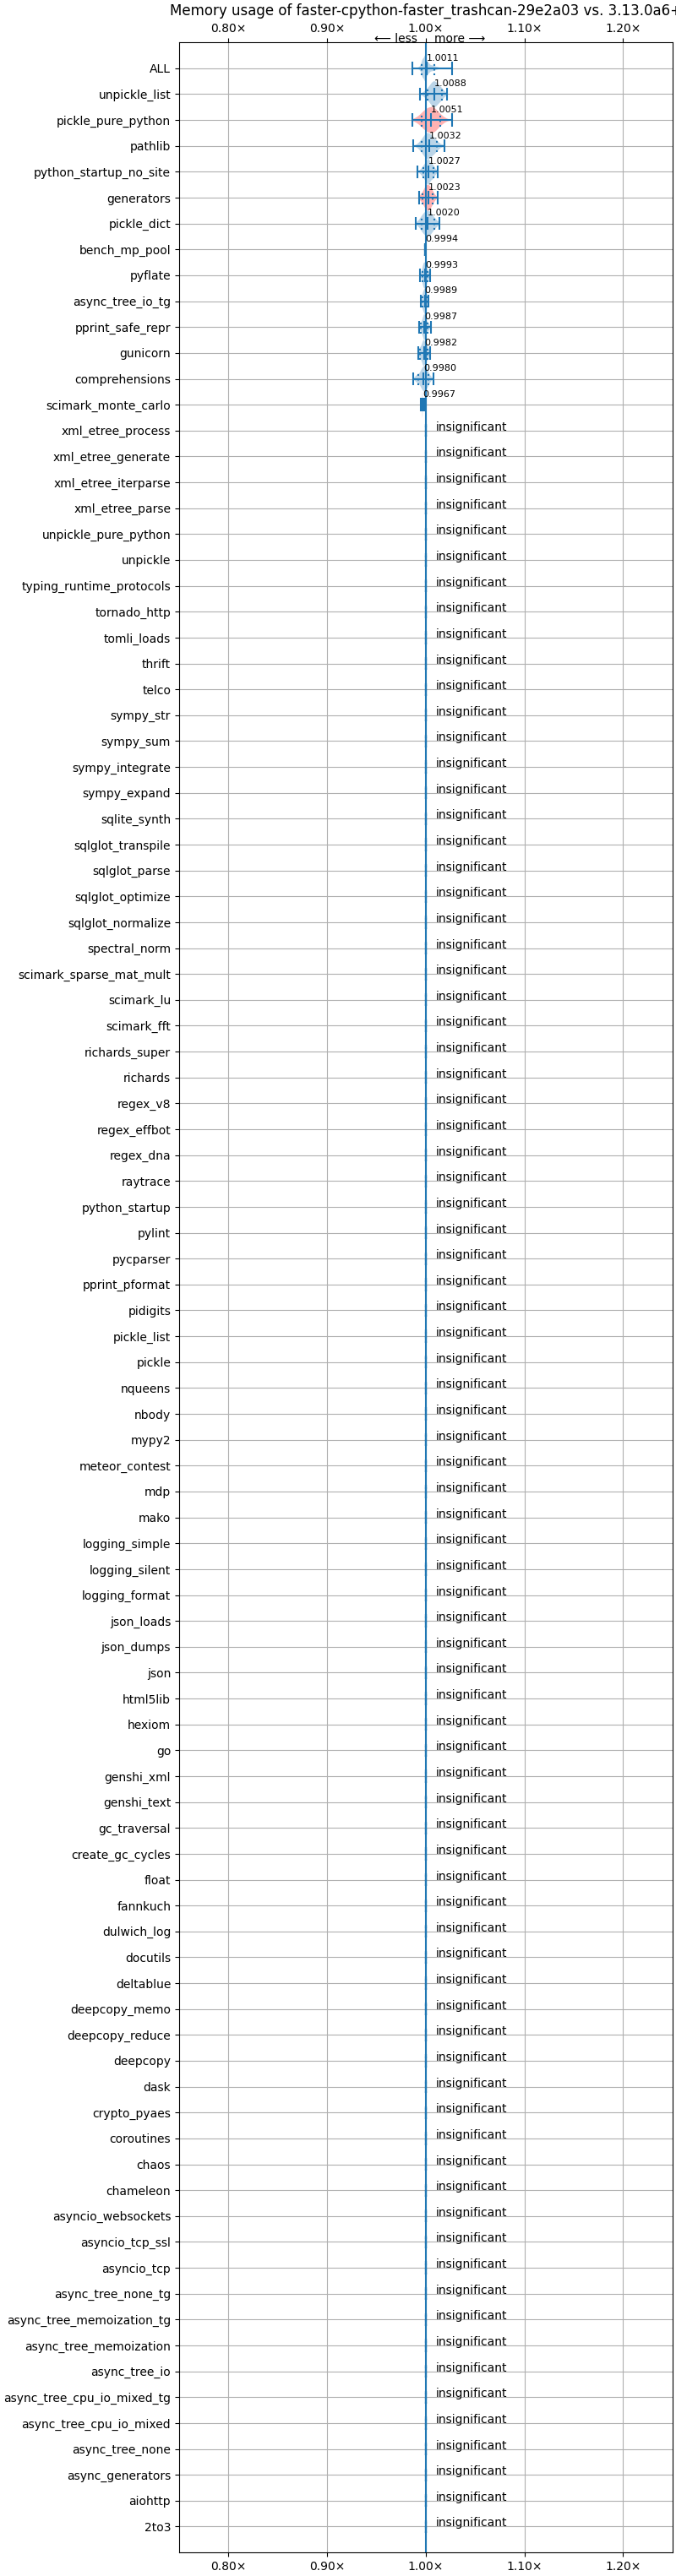 Memory usage of faster-cpython-faster_trashcan-29e2a03 vs. 3.13.0a6+
0.80× 0.90× 1.00× 1.10× 1.20×
⟵ less more ⟶
ALL 1.0011
unpickle_list 1.0088
pickle_pure_python 1.0051
pathlib 1.0032
python_startup_no_site 1.0027
generators 1.0023
pickle_dict 1.0020
bench_mp_pool 0.9994
pyflate 0.9993
async_tree_io_tg 0.9989
pprint_safe_repr 0.9987
gunicorn 0.9982
comprehensions 0.9980
scimark_monte_carlo 0.9967
xml_etree_process insignificant
xml_etree_generate insignificant
xml_etree_iterparse insignificant
xml_etree_parse insignificant
unpickle_pure_python insignificant
unpickle insignificant
typing_runtime_protocols insignificant
tornado_http insignificant
tomli_loads insignificant
thrift insignificant
telco insignificant
sympy_str insignificant
sympy_sum insignificant
sympy_integrate insignificant
sympy_expand insignificant
sqlite_synth insignificant
sqlglot_transpile insignificant
sqlglot_parse insignificant
sqlglot_optimize insignificant
sqlglot_normalize insignificant
spectral_norm insignificant
scimark_sparse_mat_mult insignificant
scimark_lu insignificant
scimark_fft insignificant
richards_super insignificant
richards insignificant
regex_v8 insignificant
regex_effbot insignificant
regex_dna insignificant
raytrace insignificant
python_startup insignificant
pylint insignificant
pycparser insignificant
pprint_pformat insignificant
pidigits insignificant
pickle_list insignificant
pickle insignificant
nqueens insignificant
nbody insignificant
mypy2 insignificant
meteor_contest insignificant
mdp insignificant
mako insignificant
logging_simple insignificant
logging_silent insignificant
logging_format insignificant
json_loads insignificant
json_dumps insignificant
json insignificant
html5lib insignificant
hexiom insignificant
go insignificant
genshi_xml insignificant
genshi_text insignificant
gc_traversal insignificant
create_gc_cycles insignificant
float insignificant
fannkuch insignificant
dulwich_log insignificant
docutils insignificant
deltablue insignificant
deepcopy_memo insignificant
deepcopy_reduce insignificant
deepcopy insignificant
dask insignificant
crypto_pyaes insignificant
coroutines insignificant
chaos insignificant
chameleon insignificant
asyncio_websockets insignificant
asyncio_tcp_ssl insignificant
asyncio_tcp insignificant
async_tree_none_tg insignificant
async_tree_memoization_tg insignificant
async_tree_memoization insignificant
async_tree_io insignificant
async_tree_cpu_io_mixed_tg insignificant
async_tree_cpu_io_mixed insignificant
async_tree_none insignificant
async_generators insignificant
aiohttp insignificant
2to3 insignificant
0.80× 0.90× 1.00× 1.10× 1.20×